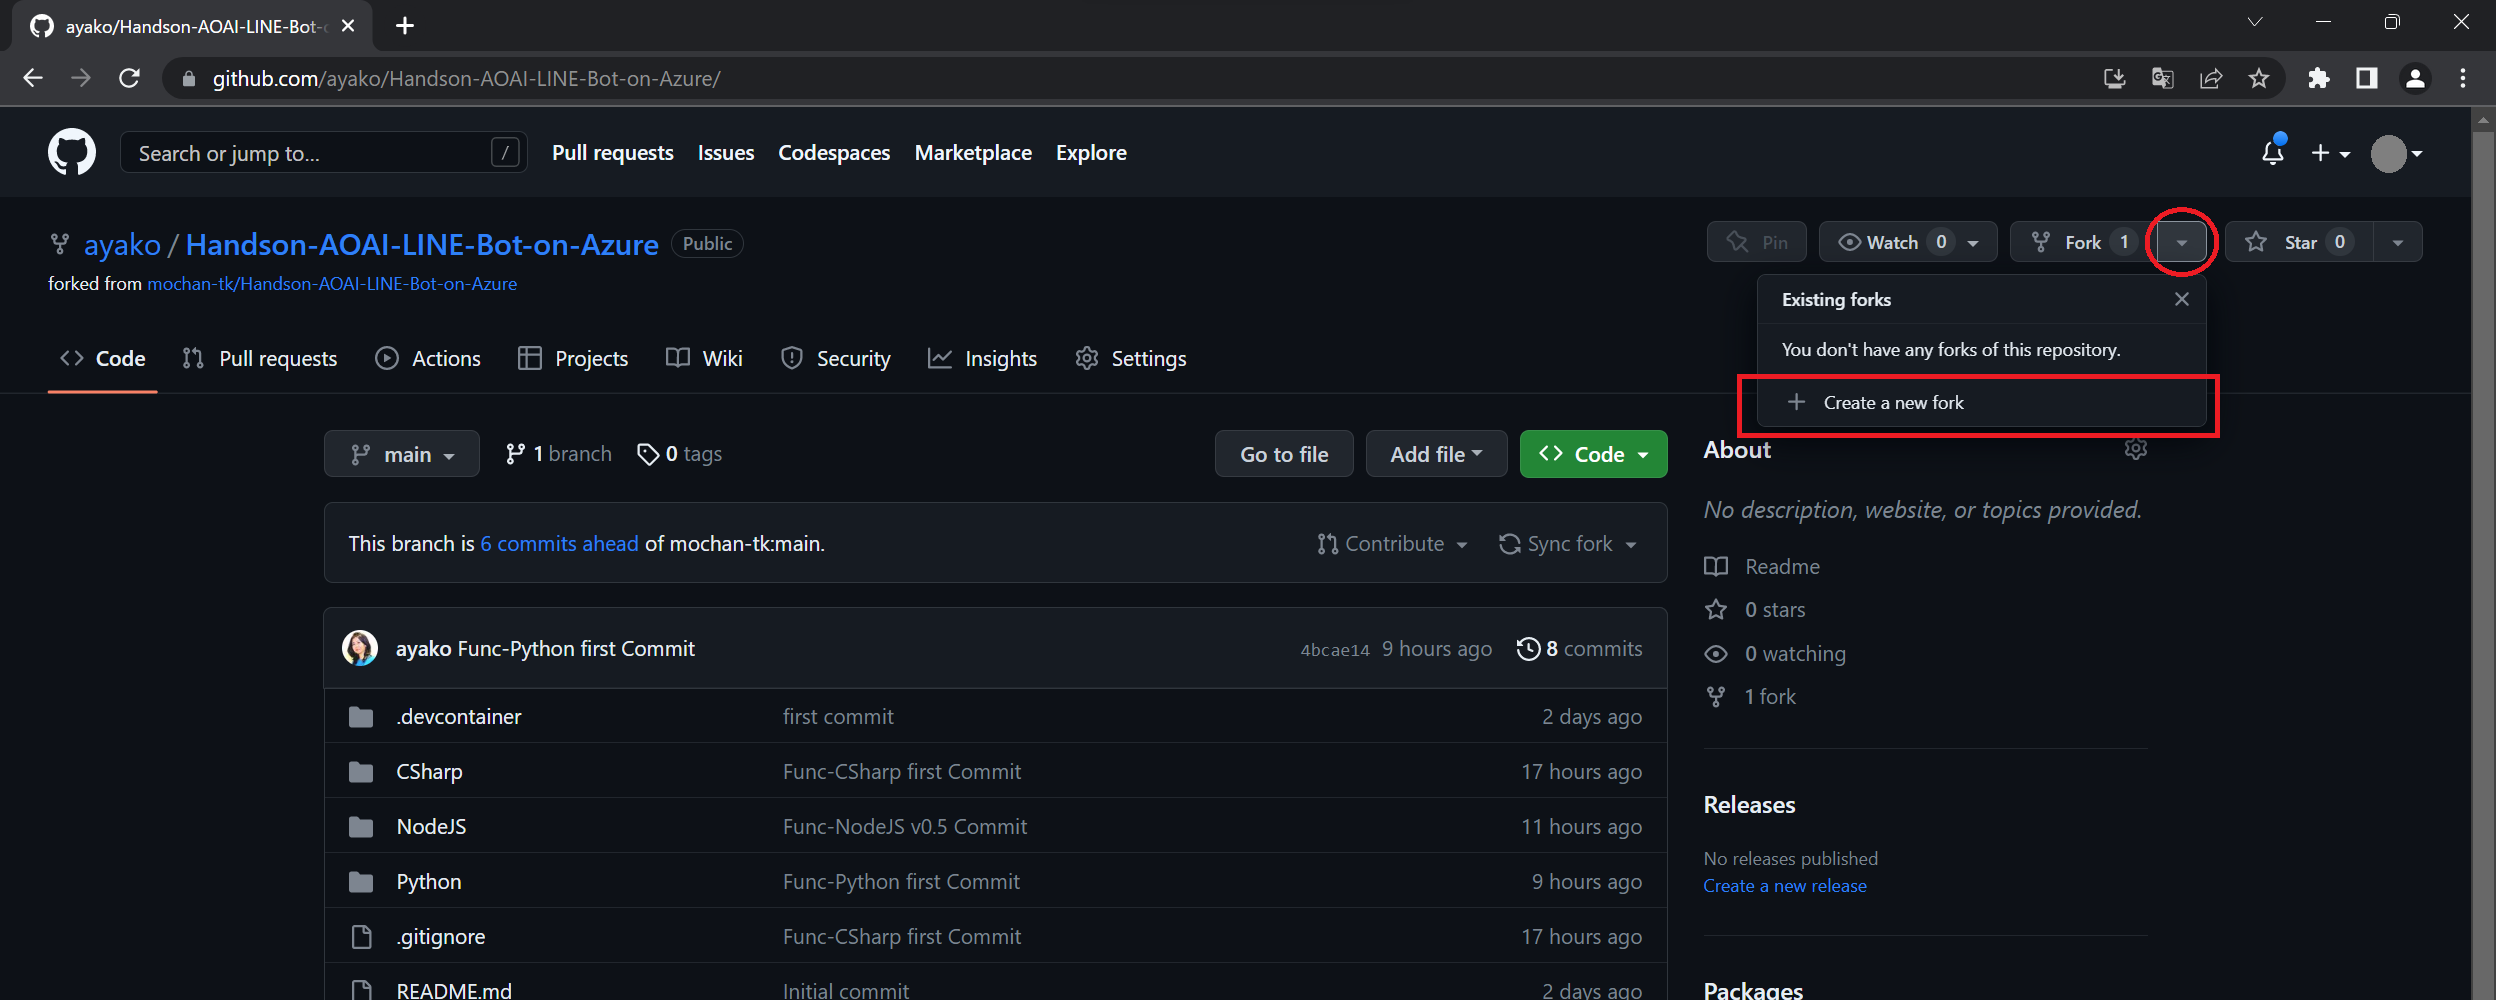 ayako/Handson-AOAI-LINE-Bot-
github.com/ayako/Handson-AOAI-LINE-Bot-on-Azure/
Search or jump to... /
Pull requests Issues Codespaces Marketplace Explore
ayako / Handson-AOAI-LINE-Bot-on-Azure Public
Pin Watch 0 Fork 1 Star 0
forked from mochan-tk/Handson-AOAI-LINE-Bot-on-Azure
Existing forks
You don't have any forks of this repository.
Create a new fork
Code Pull requests Actions Projects Wiki Security Insights Settings
main 1 branch 0 tags Go to file Add file Code
This branch is 6 commits ahead of mochan-tk:main. Contribute Sync fork
ayako Func-Python first Commit 4bcae14 9 hours ago 8 commits
.devcontainer first commit 2 days ago
CSharp Func-CSharp first Commit 17 hours ago
NodeJS Func-NodeJS v0.5 Commit 11 hours ago
Python Func-Python first Commit 9 hours ago
.gitignore Func-CSharp first Commit 17 hours ago
README.md Initial commit 2 days ago
About
No description, website, or topics provided.
Readme
0 stars
0 watching
1 fork
Releases
No releases published
Create a new release
Packages